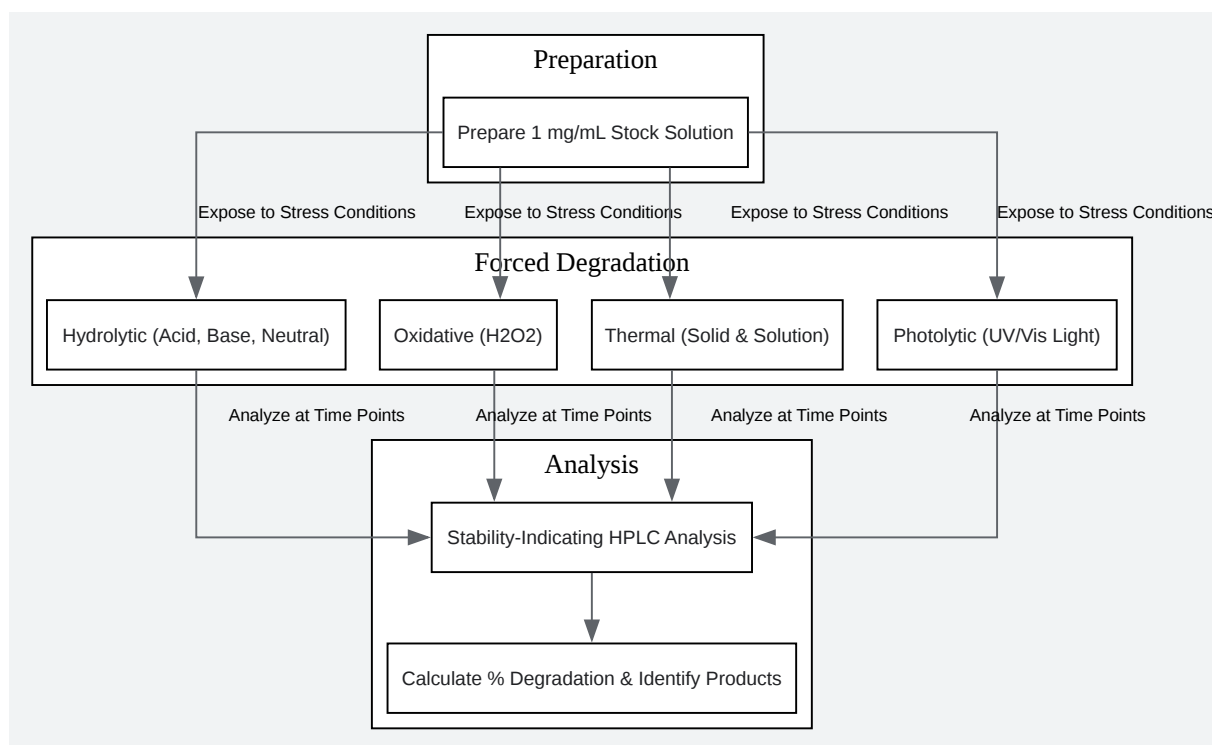 Preparation
Prepare 1 mg/mL Stock Solution
Expose to Stress Conditions
Expose to Stress Conditions
Expose to Stress Conditions
Expose to Stress Conditions
Forced Degradation
Hydrolytic (Acid, Base, Neutral)
Oxidative (H2O2)
Thermal (Solid & Solution)
Photolytic (UV/Vis Light)
Analyze at Time Points
Analyze at Time Points
Analyze at Time Points
Analyze at Time Points
Analysis
Stability-Indicating HPLC Analysis
Calculate % Degradation & Identify Products